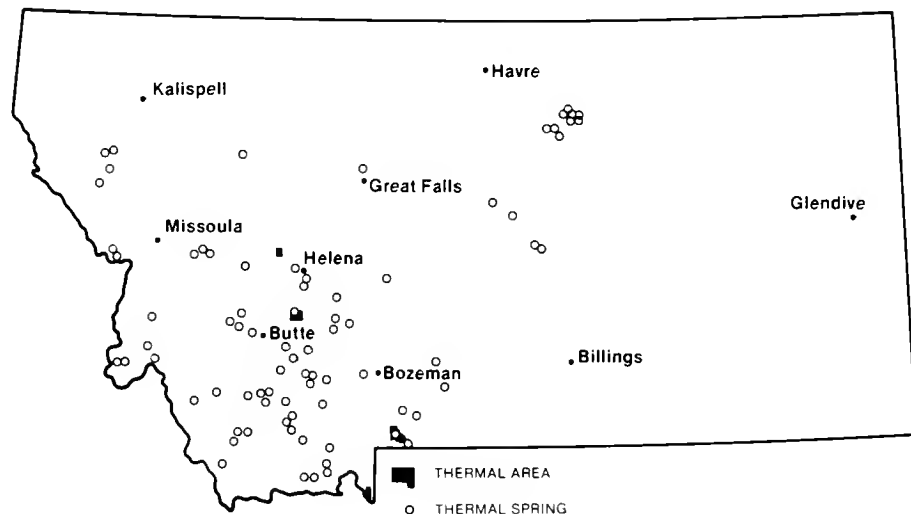 Havre
Kalispell
Great Falls
Glendive
Missoula
Helena
Butte
Billings
Bozeman
THERMAL AREA
THERMAL SPRING